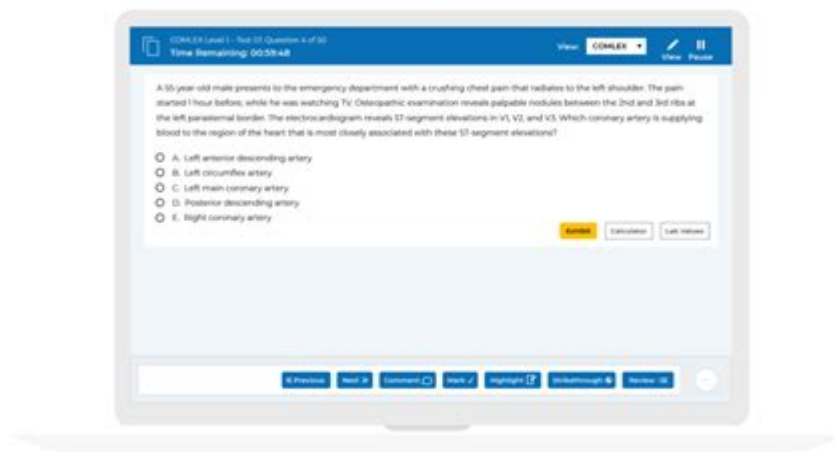 COMLEX Level 1 - Test 57, Question 4 of 50
Time Remaining: 00:59:48
View: COMLEX
View Pause
A 55-year-old male presents to the emergency department with a crushing chest pain that radiates to the left shoulder. The pain
started 1 hour before, while he was watching TV. Osteopathic examination reveals palpable nodules between the 2nd and 3rd ribs at
the left parasternal border. The electrocardiogram reveals ST-segment elevations in V1, V2, and V3. Which coronary artery is supplying
blood to the region of the heart that is most closely associated with these ST-segment elevations?
A. Left anterior descending artery
B. Left circumflex artery
C. Left main coronary artery
D. Posterior descending artery
E. Right coronary artery
Exhibit Calculator Lab Values
Previous Next Comment Mark Highlight Strikethrough Review